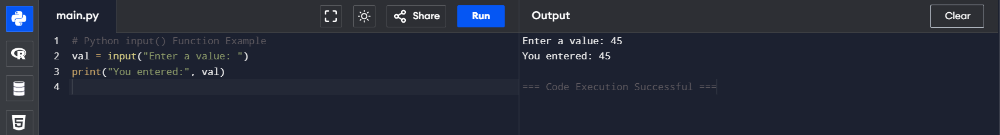 main.py
Share
Run
1 # Python input() Function Example
2 val = input("Enter a value: ")
3 print("You entered:", val)
4
Output
Clear
Enter a value: 45
You entered: 45
=== Code Execution Successful ===
R
5